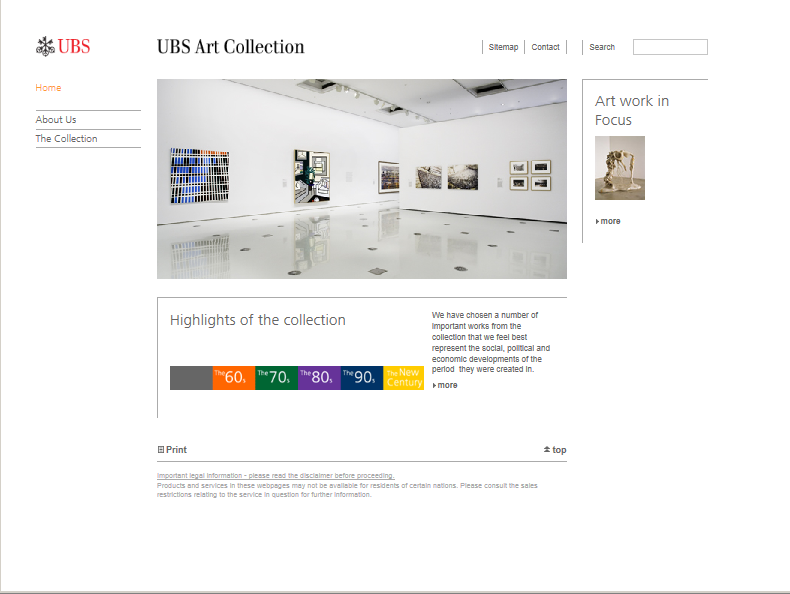 UBS
UBS Art Collection
Sitemap
Contact
Search
Home
About Us
The Collection
Art work in
Focus
more
Highlights of the collection
The 60s
The 70s
The 80s
The 90s
The New
Century
We have chosen a number of
important works from the
collection that we feel best
represent the social, political and
economic developments of the
period they were created in.
more
Print
top
Important legal information - please read the disclaimer before proceeding.
Products and services in these webpages may not be available for residents of certain nations. Please consult the sales
restrictions relating to the service in question for further information.